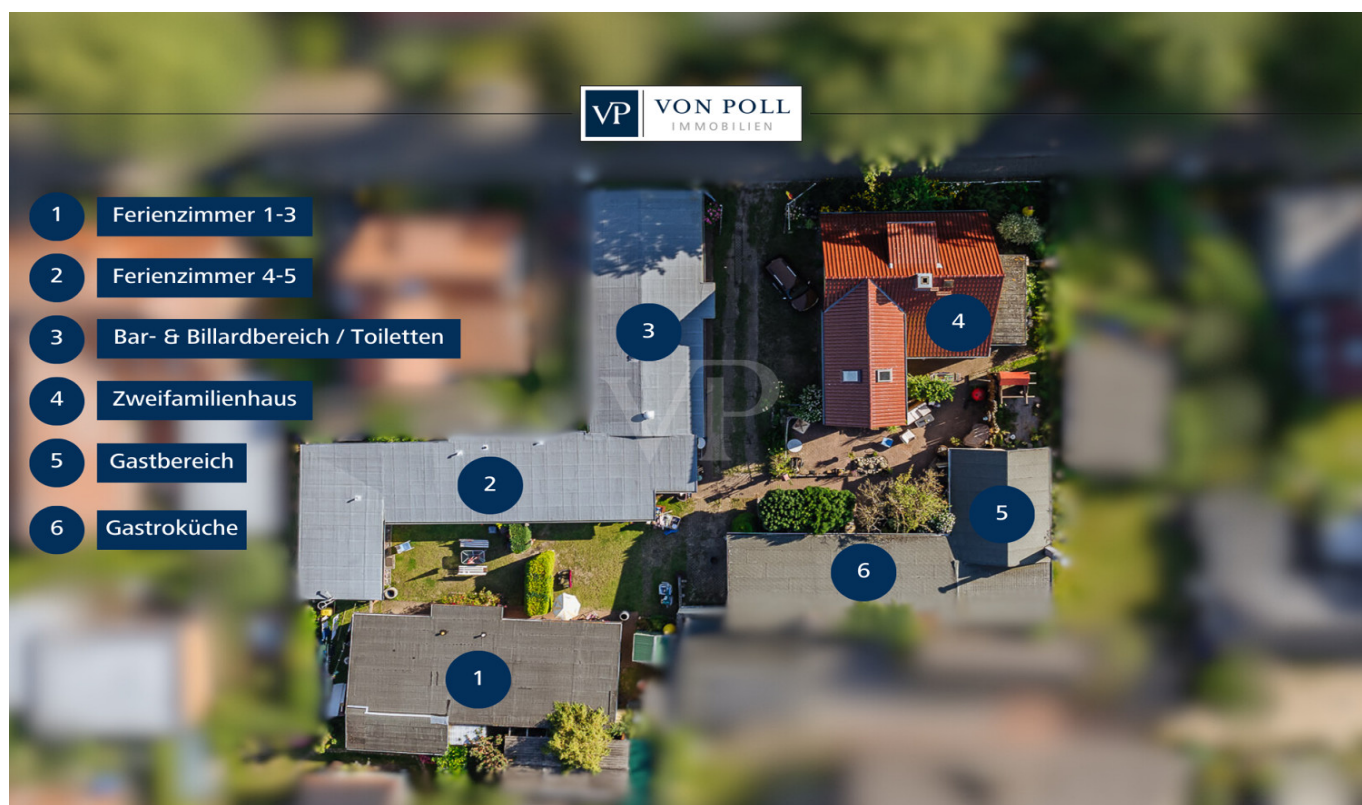 VP VON POLL
IMMOBILIEN
1 Ferienzimmer 1-3
2 Ferienzimmer 4-5
3 Bar- & Billardbereich / Toiletten
4 Zweifamilienhaus
5 Gastbereich
6 Gastroküche
3
4
VP
2
5
6
1